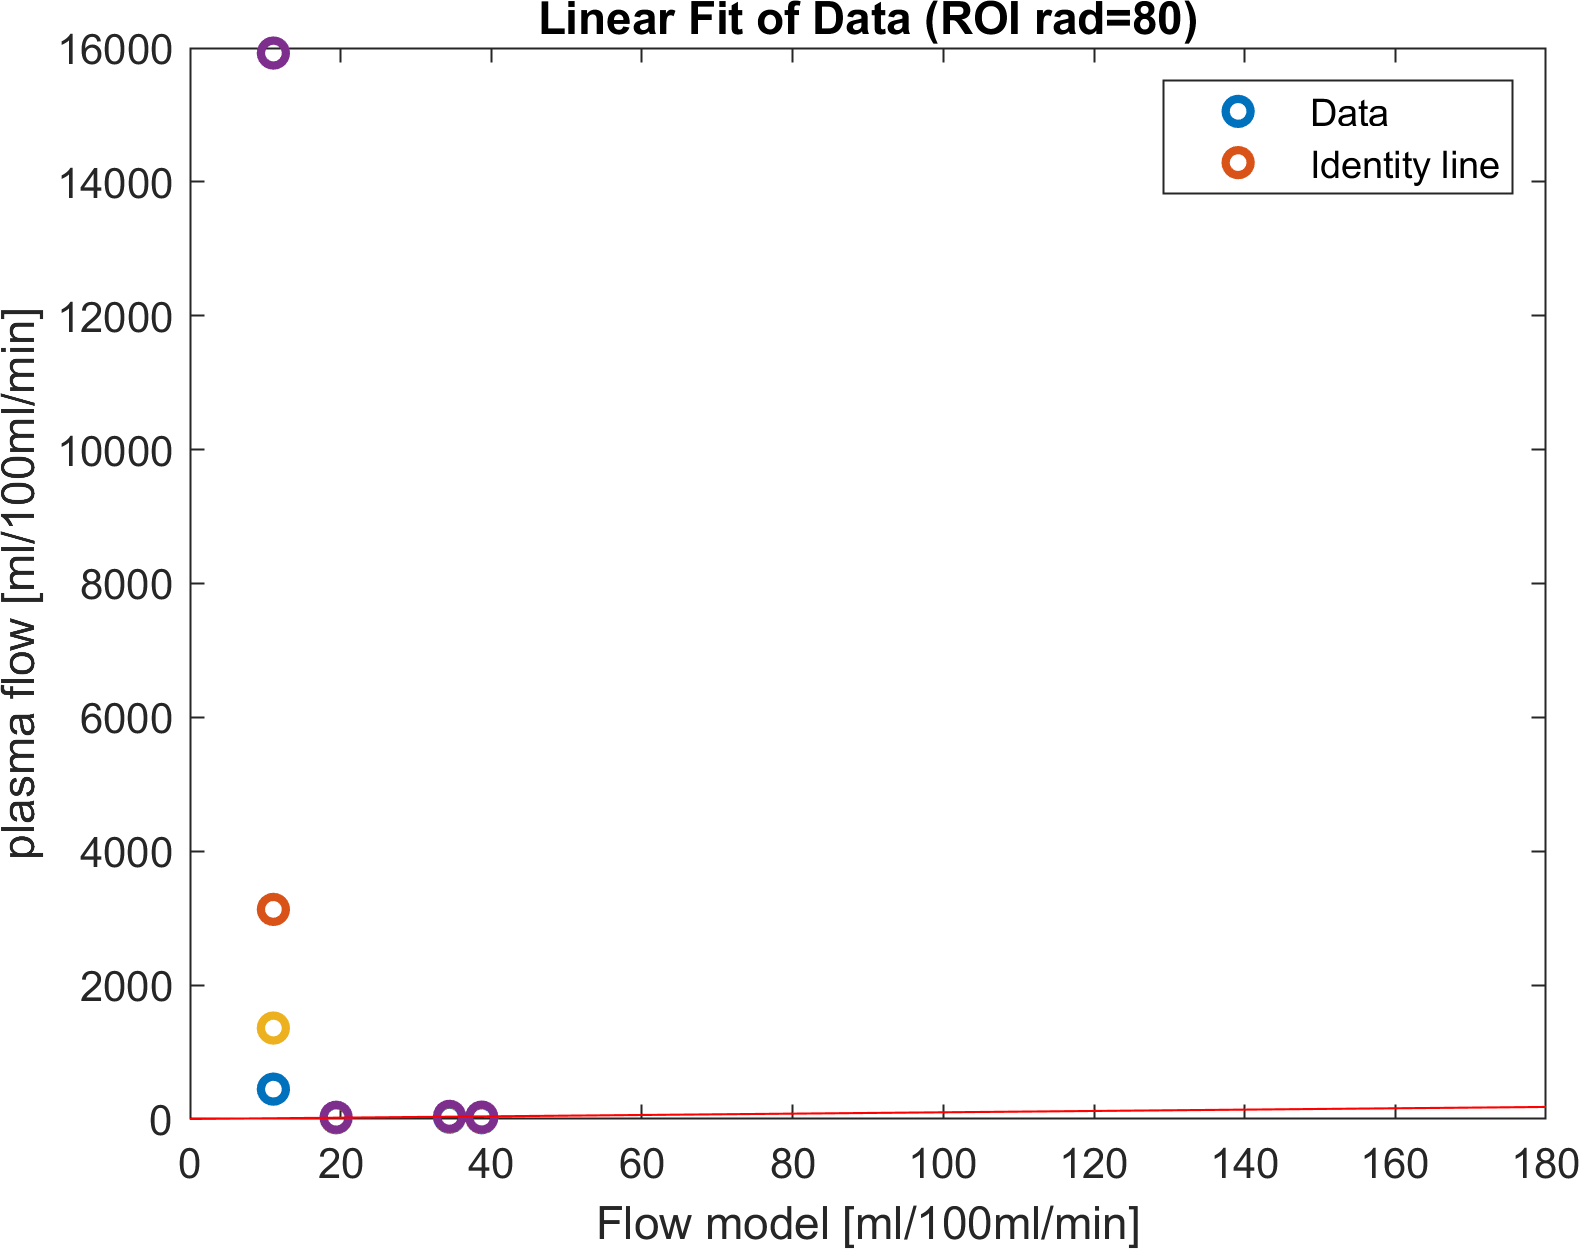 Linear Fit of Data (ROI rad=80)
16000
14000
12000
10000
8000
6000
4000
2000
0
plasma flow [ml/100ml/min]
Data
Identity line
0 20 40 60 80 100 120 140 160 180
Flow model [ml/100ml/min]